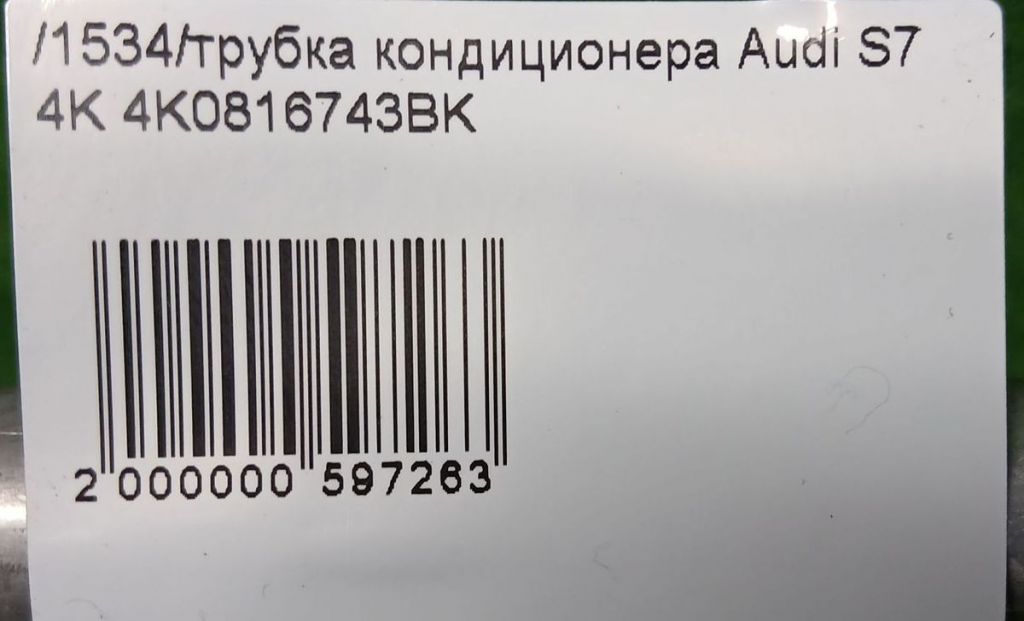 /1534/трубка кондиционера Audi S7
4K 4K0816743BK
2 000000 597263